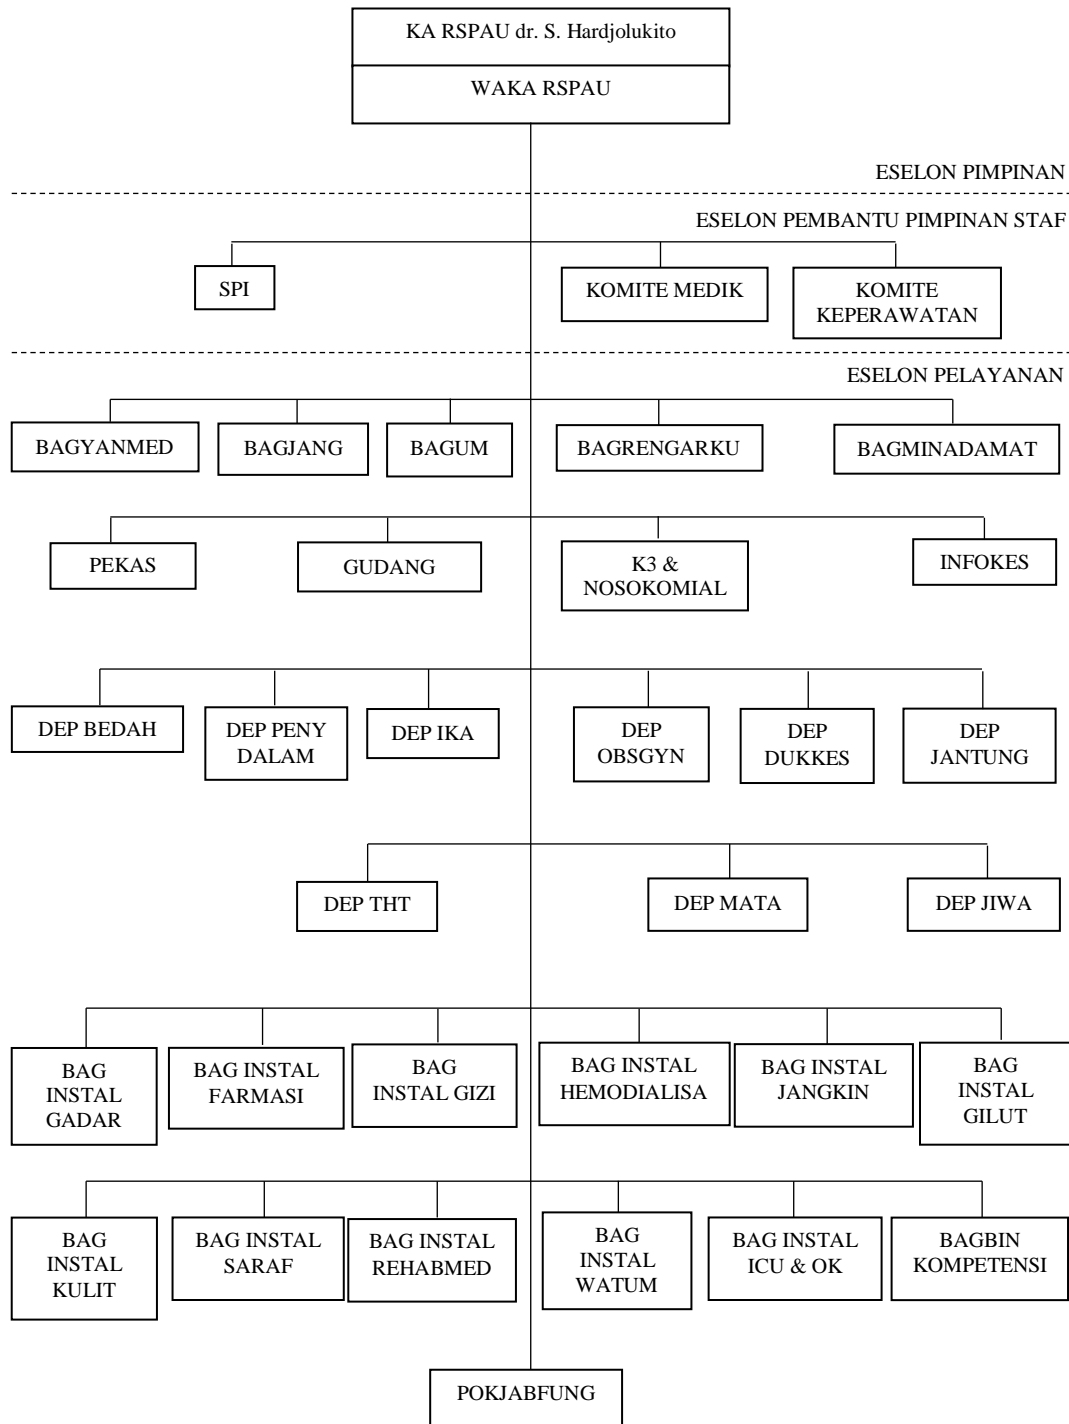 KA RSPAU dr. S. Hardjolukito
WAKA RSPAU
ESELON PIMPINAN
ESELON PEMBANTU PIMPINAN STAF
SPI
KOMITE MEDIK
KOMITE
KEPERAWATAN
ESELON PELAYANAN
BAGYANMED
BAGJANG
BAGUM
BAGRENGARKU
BAGMINADAMAT
PEKAS
GUDANG
K3 &
NOSOKOMIAL
INFOKES
DEP BEDAH
DEP PENY
DALAM
DEP IKA
DEP
OBSGYN
DEP
DUKKES
DEP
JANTUNG
DEP THT
DEP MATA
DEP JIWA
BAG
INSTAL
GADAR
BAG INSTAL
FARMASI
BAG
INSTAL GIZI
BAG INSTAL
HEMODIALISA
BAG INSTAL
JANGKIN
BAG
INSTAL
GILUT
BAG
INSTAL
KULIT
BAG INSTAL
SARAF
BAG INSTAL
REHABMED
BAG
INSTAL
WATUM
BAG INSTAL
ICU & OK
BAGBIN
KOMPETENSI
POKJABFUNG